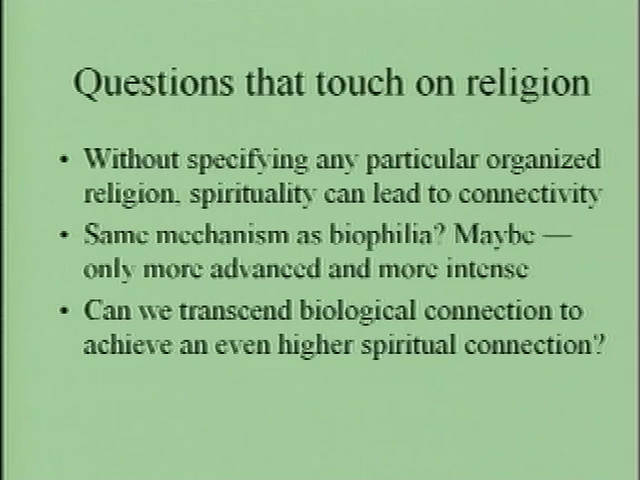 Questions that touch on religion
• Without specifying any particular organized
religion, spirituality can lead to connectivity
• Same mechanism as biophilia? Maybe —
only more advanced and more intense
• Can we transcend biological connection to
achieve an even higher spiritual connection?